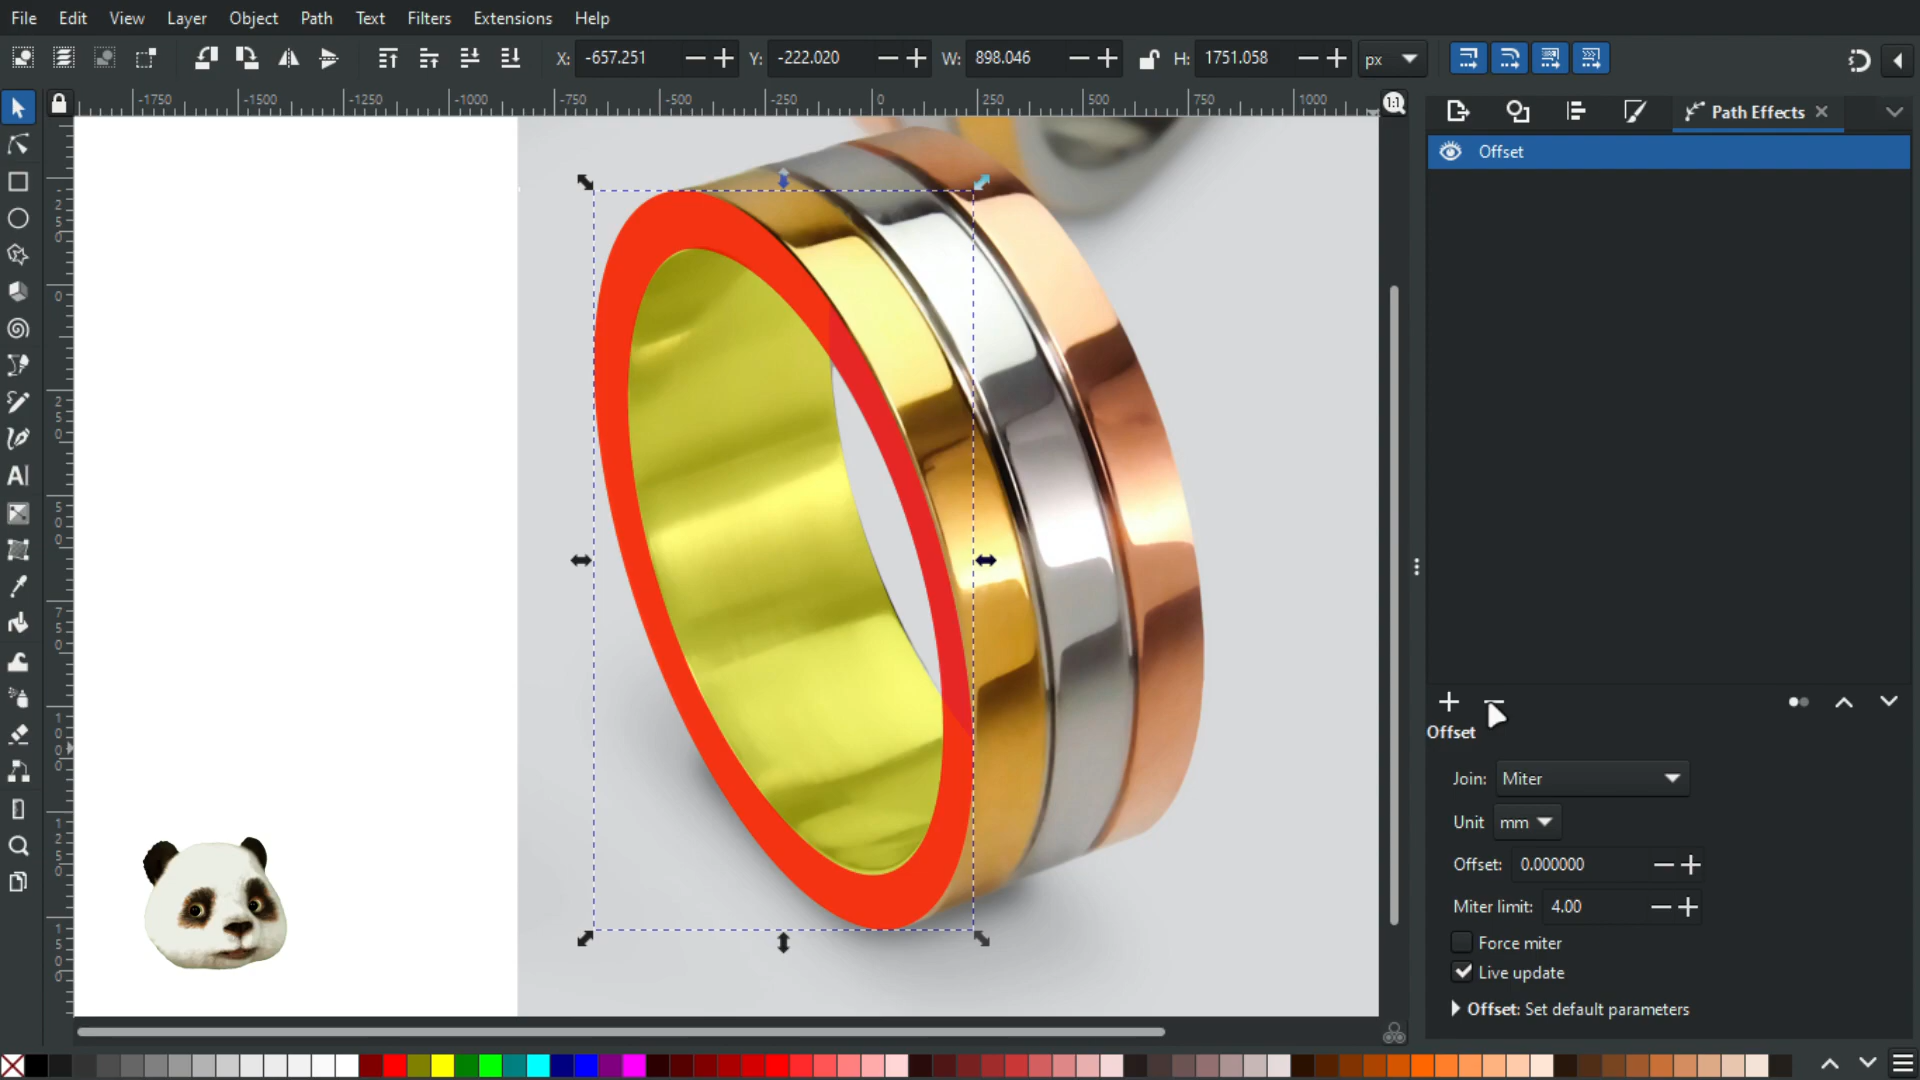 File Edit View Layer Object Path Text Filters Extensions Help
X: -657.251 Y: -222.020 W: 898.046 H: 1751.058 px
-1750 -1500 -1250 -1000 -750 -500 -250 0 250 500 750 1000
1:1
Path Effects
Offset
Offset
Join: Miter
Unit mm
Offset: 0.000000
Miter limit: 4.00
Force miter
Live update
Offset: Set default parameters